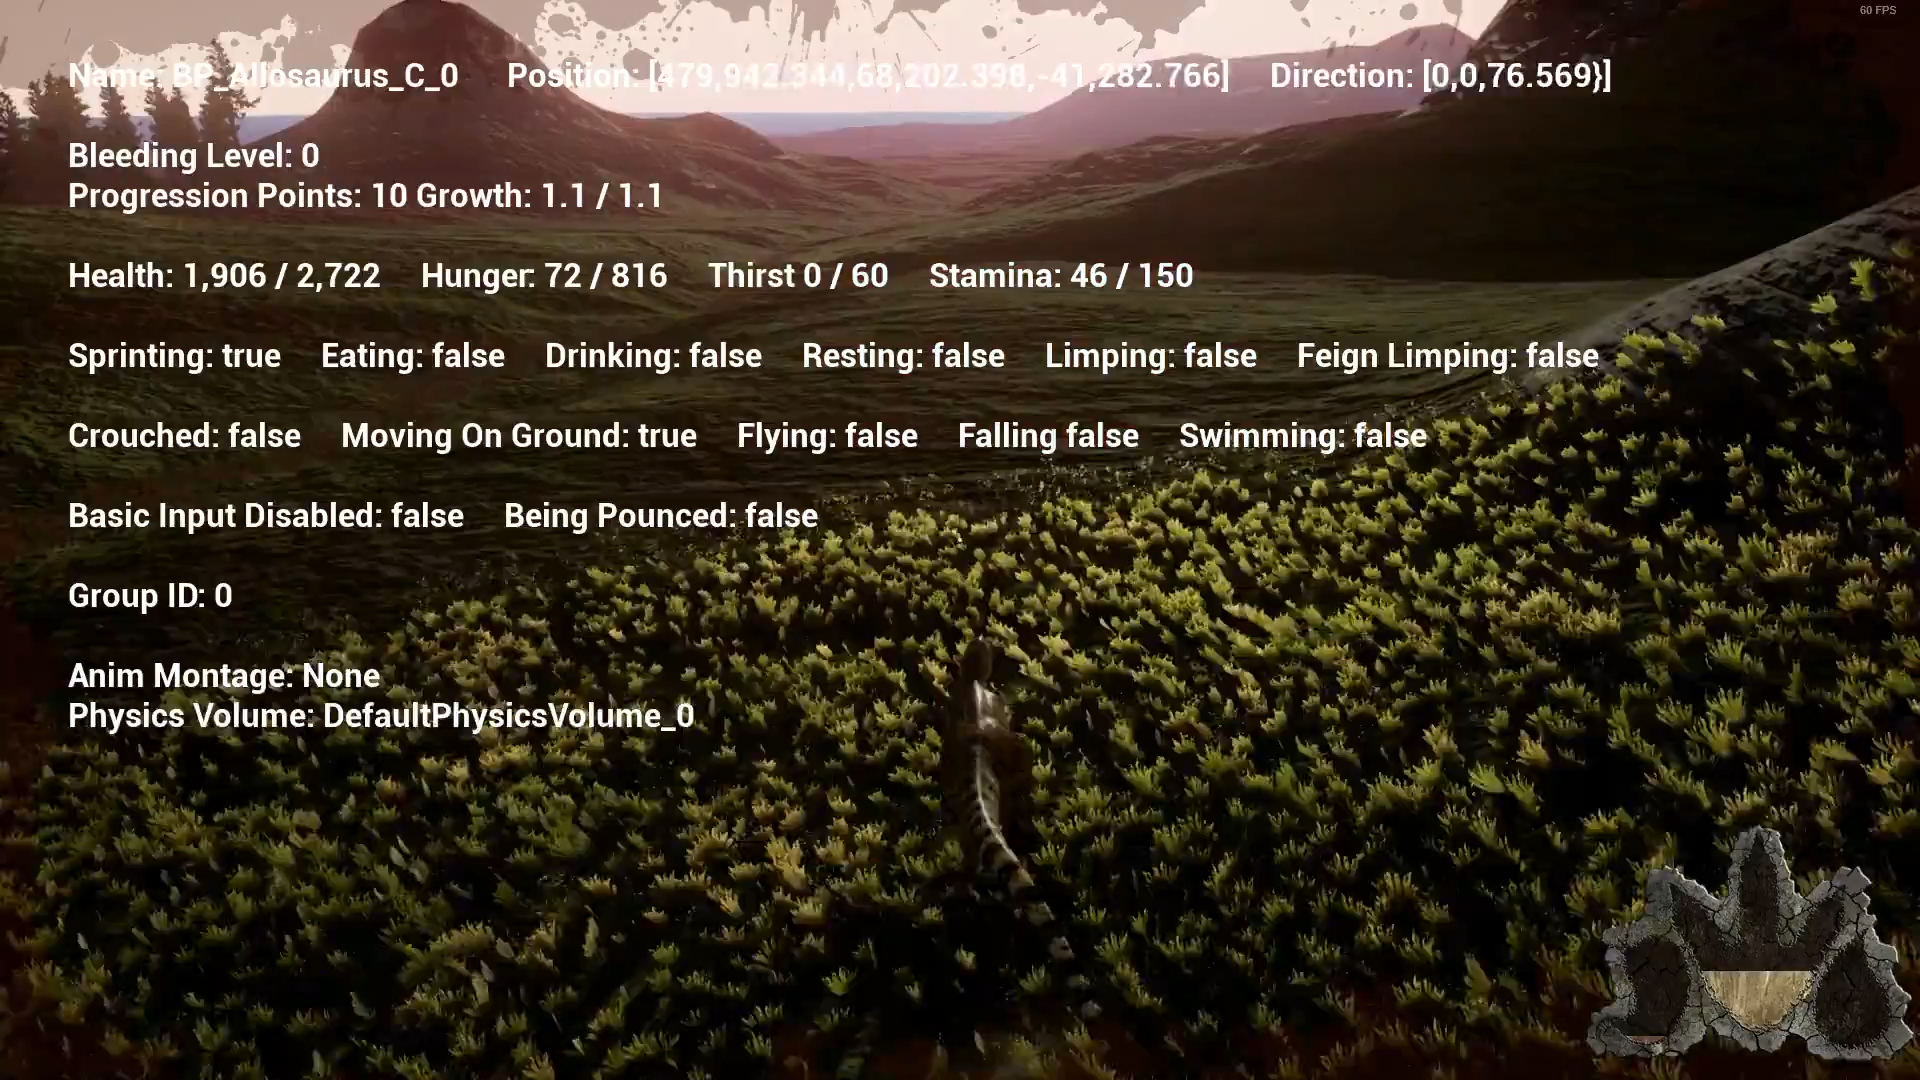 60 FPS
Name: BP_Allosaurus_C_0 Position: [479,942.344,68,202.398,-41,282.766] Direction: [0,0,76.569}]
Bleeding Level: 0
Progression Points: 10 Growth: 1.1 / 1.1
Health: 1,906 / 2,722 Hunger: 72 / 816 Thirst 0 / 60 Stamina: 46 / 150
Sprinting: true Eating: false Drinking: false Resting: false Limping: false Feign Limping: false
Crouched: false Moving On Ground: true Flying: false Falling false Swimming: false
Basic Input Disabled: false Being Pounced: false
Group ID: 0
Anim Montage: None
Physics Volume: DefaultPhysicsVolume_0